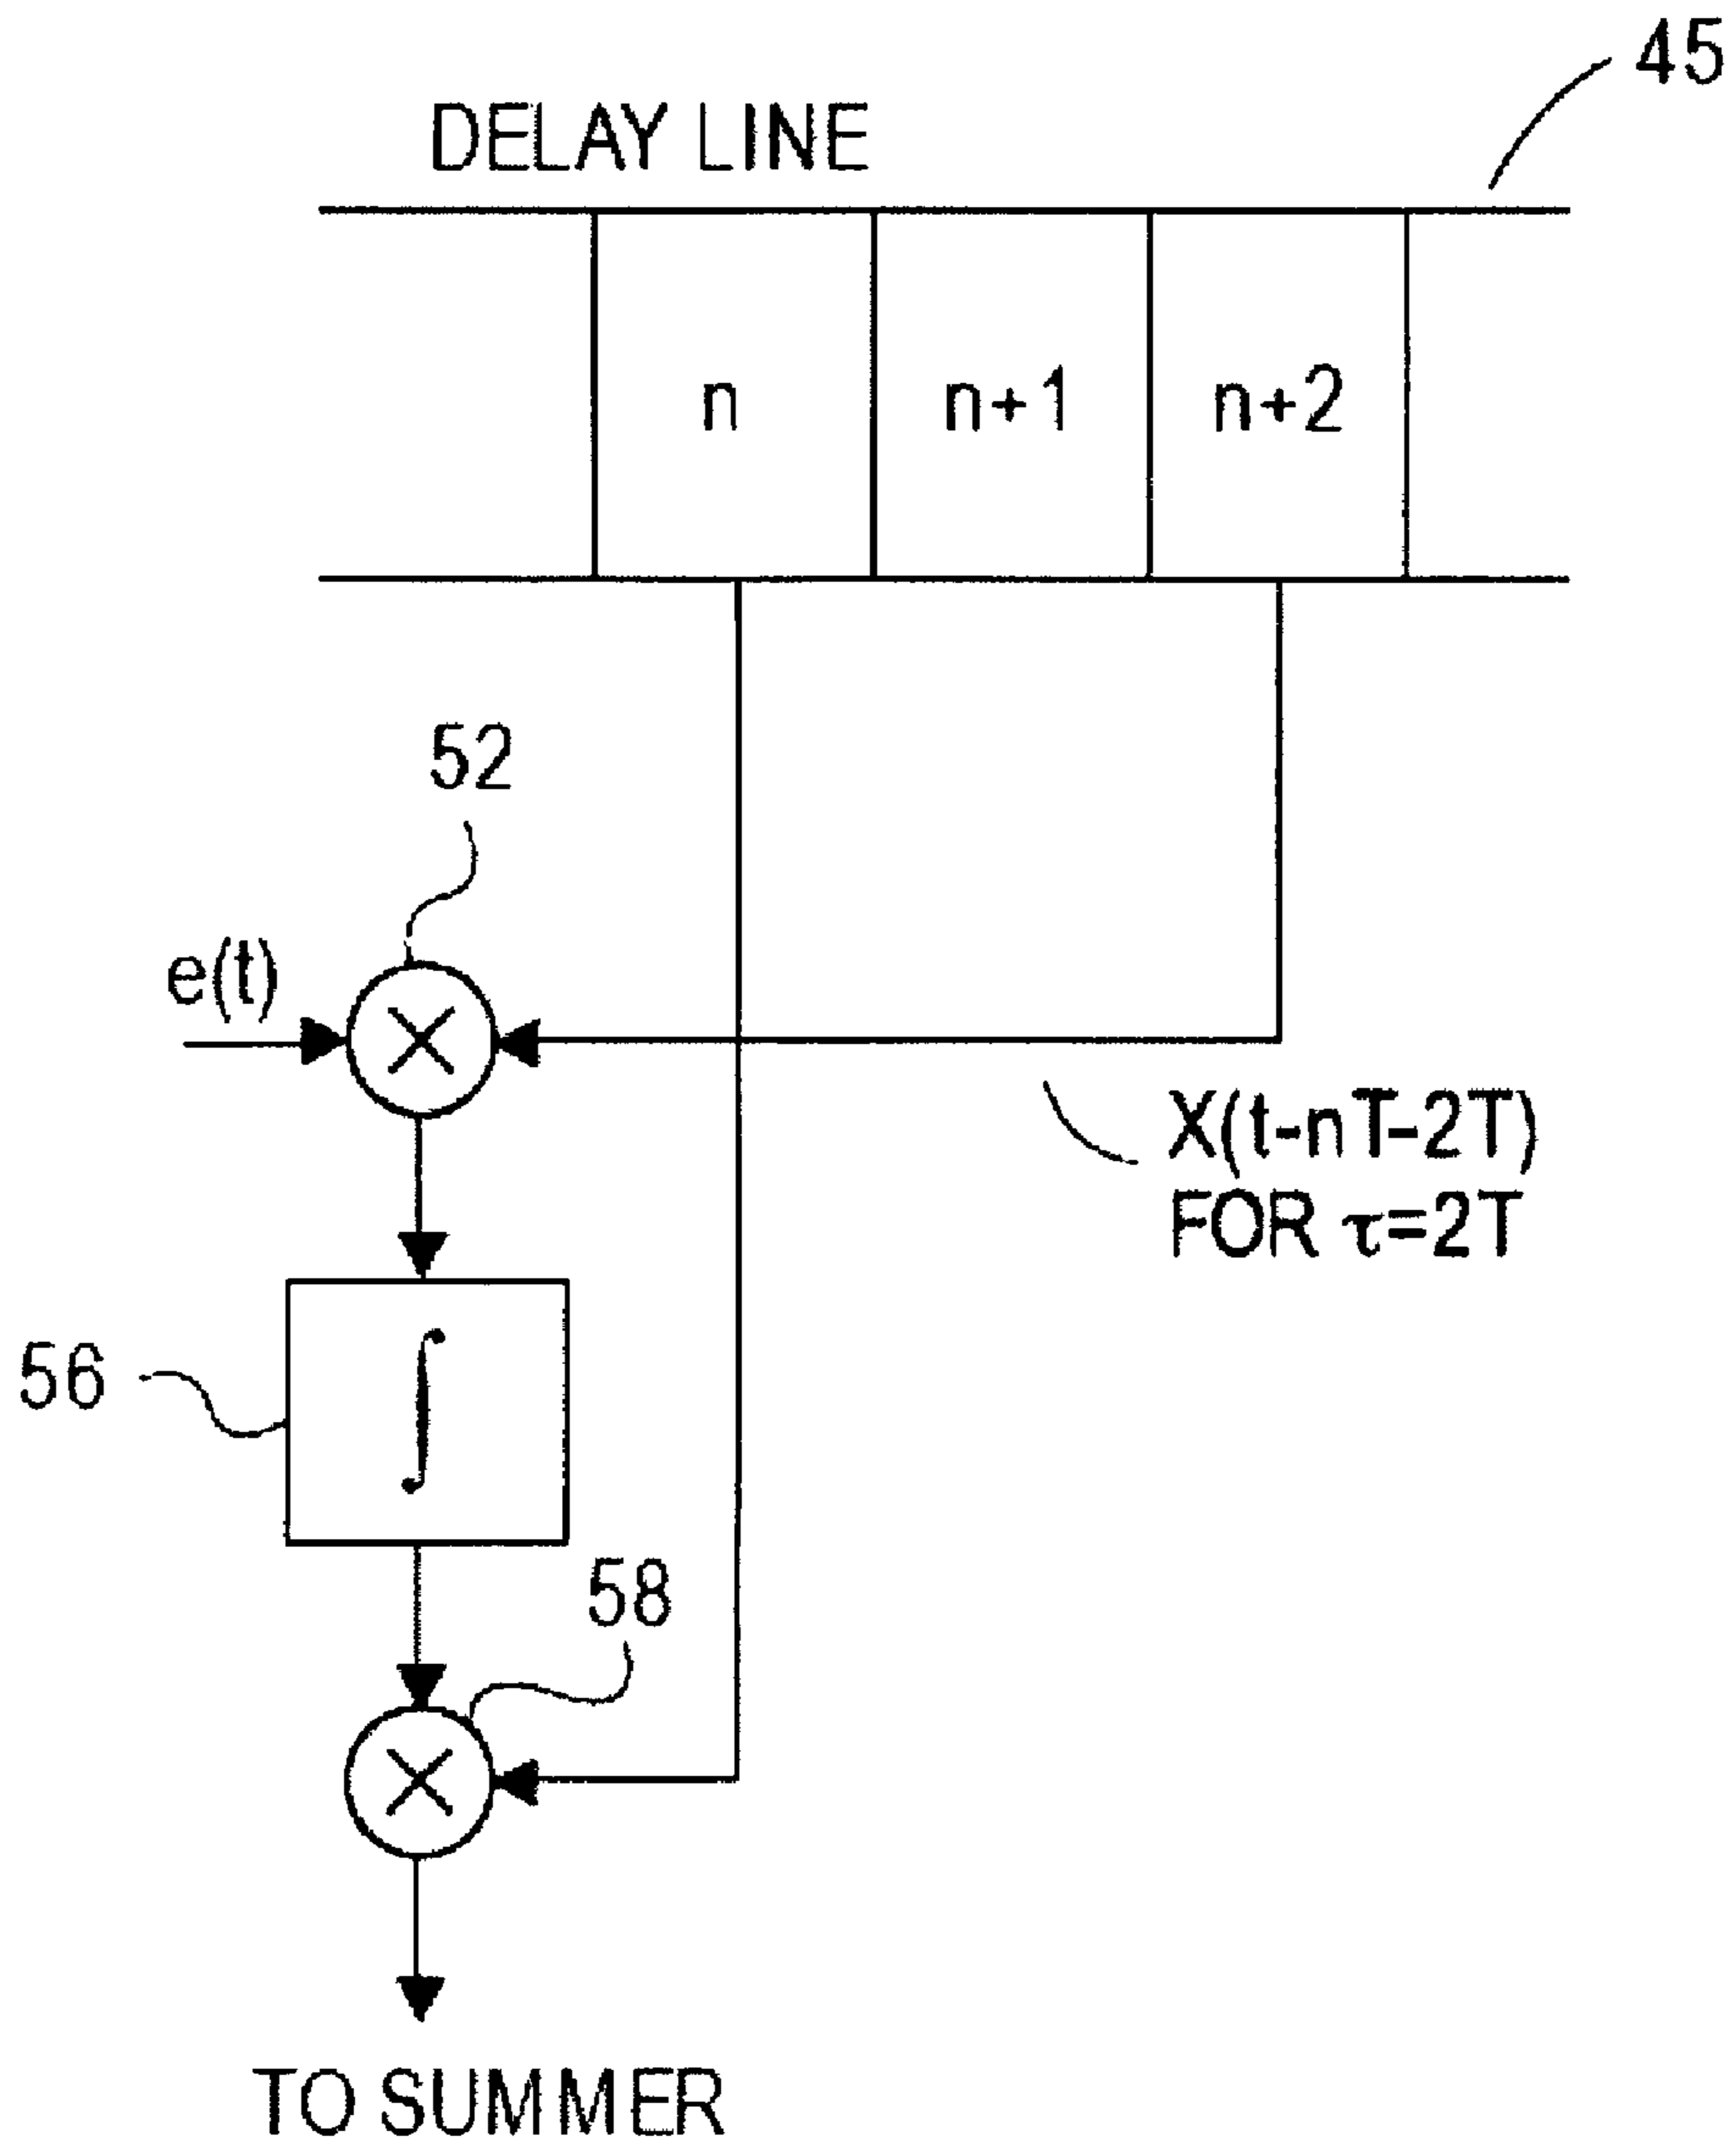 45
DELAY LINE
n
n+1
n+2
52
e(t)
X(t-nT-2T)
FOR τ=2T
56
∫
58
TO SUMMER